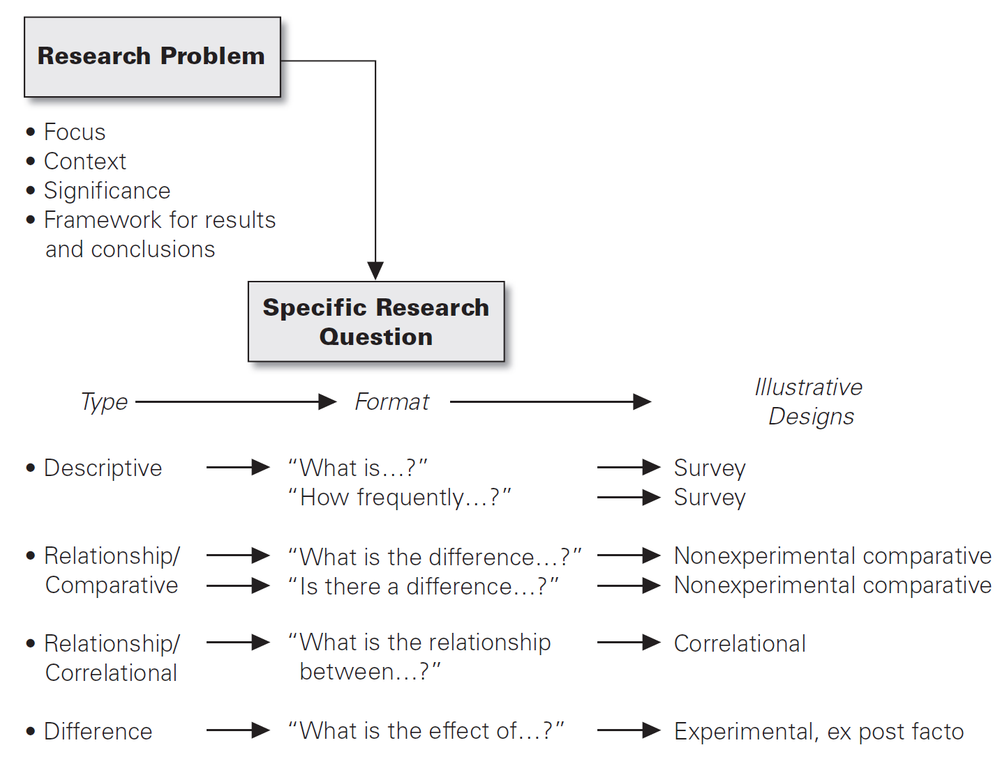 Research Problem
• Focus
• Context
• Significance
• Framework for results
and conclusions
Specific Research
Question
Type
Format
Illustrative
Designs
• Descriptive
“What is…?”
Survey
“How frequently…?”
Survey
• Relationship/
Comparative
“What is the difference…?”
Nonexperimental comparative
“Is there a difference…?”
Nonexperimental comparative
• Relationship/
Correlational
“What is the relationship
between…?”
Correlational
• Difference
“What is the effect of…?”
Experimental, ex post facto